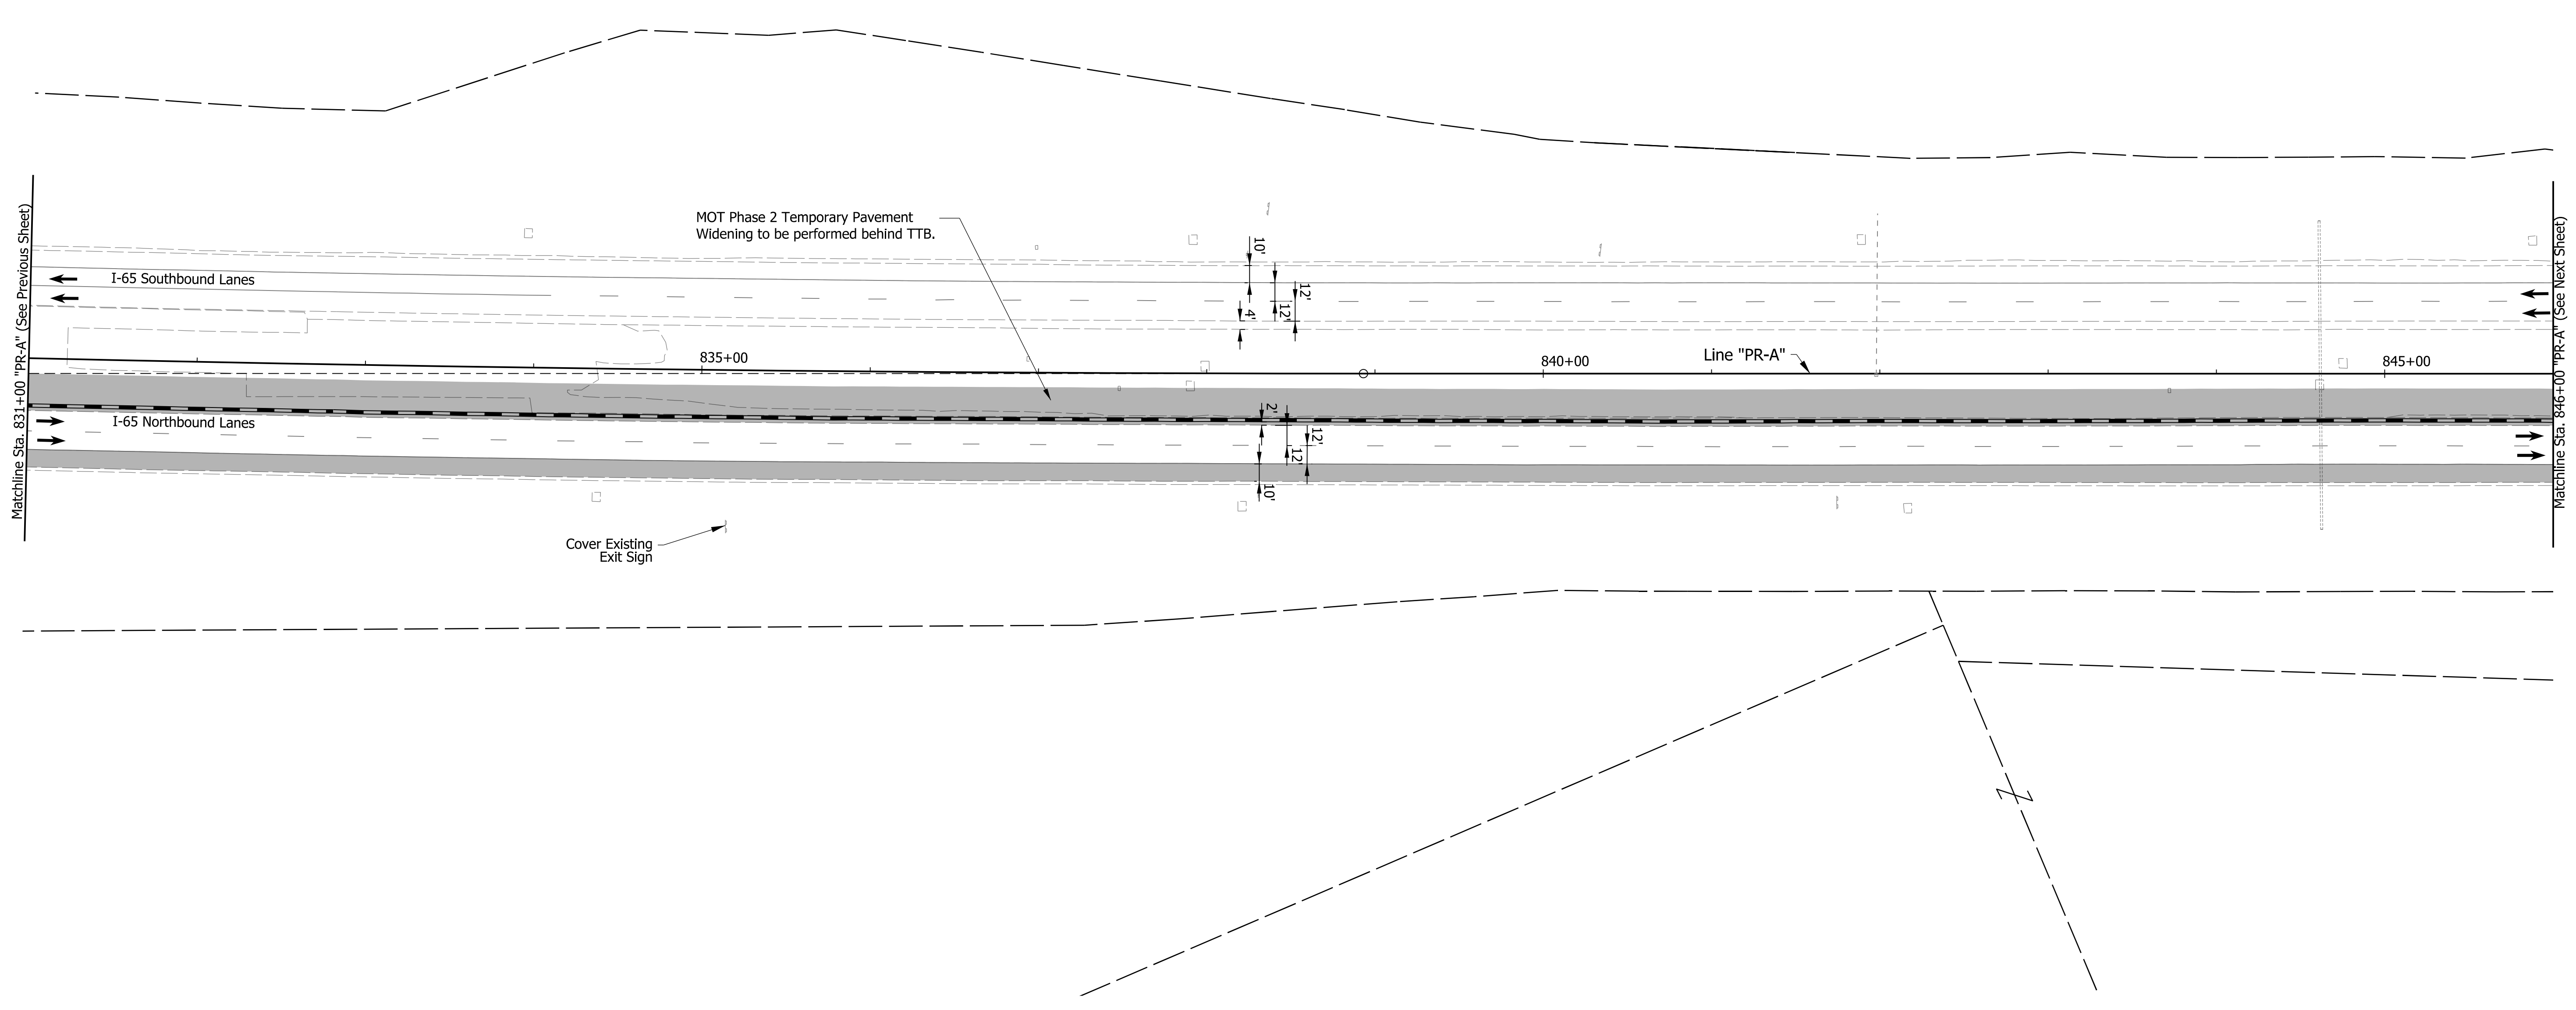 Matchline Sta. 831+00 "PR-A" (See Previous Sheet)
MOT Phase 2 Temporary Pavement
Widening to be performed behind TTB.
I-65 Southbound Lanes
10'
12'
12'
4'
835+00
840+00
Line "PR-A"
845+00
I-65 Northbound Lanes
2'
12'
12'
10'
Cover Existing
Exit Sign
Matchline Sta. 846+00 "PR-A" (See Next Sheet)